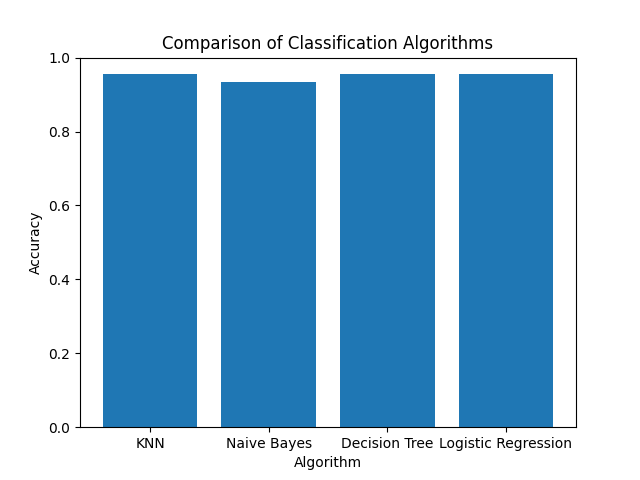 Comparison of Classification Algorithms
1.0
0.8
0.6
0.4
0.2
0.0
Accuracy
KNN Naive Bayes Decision Tree Logistic Regression
Algorithm